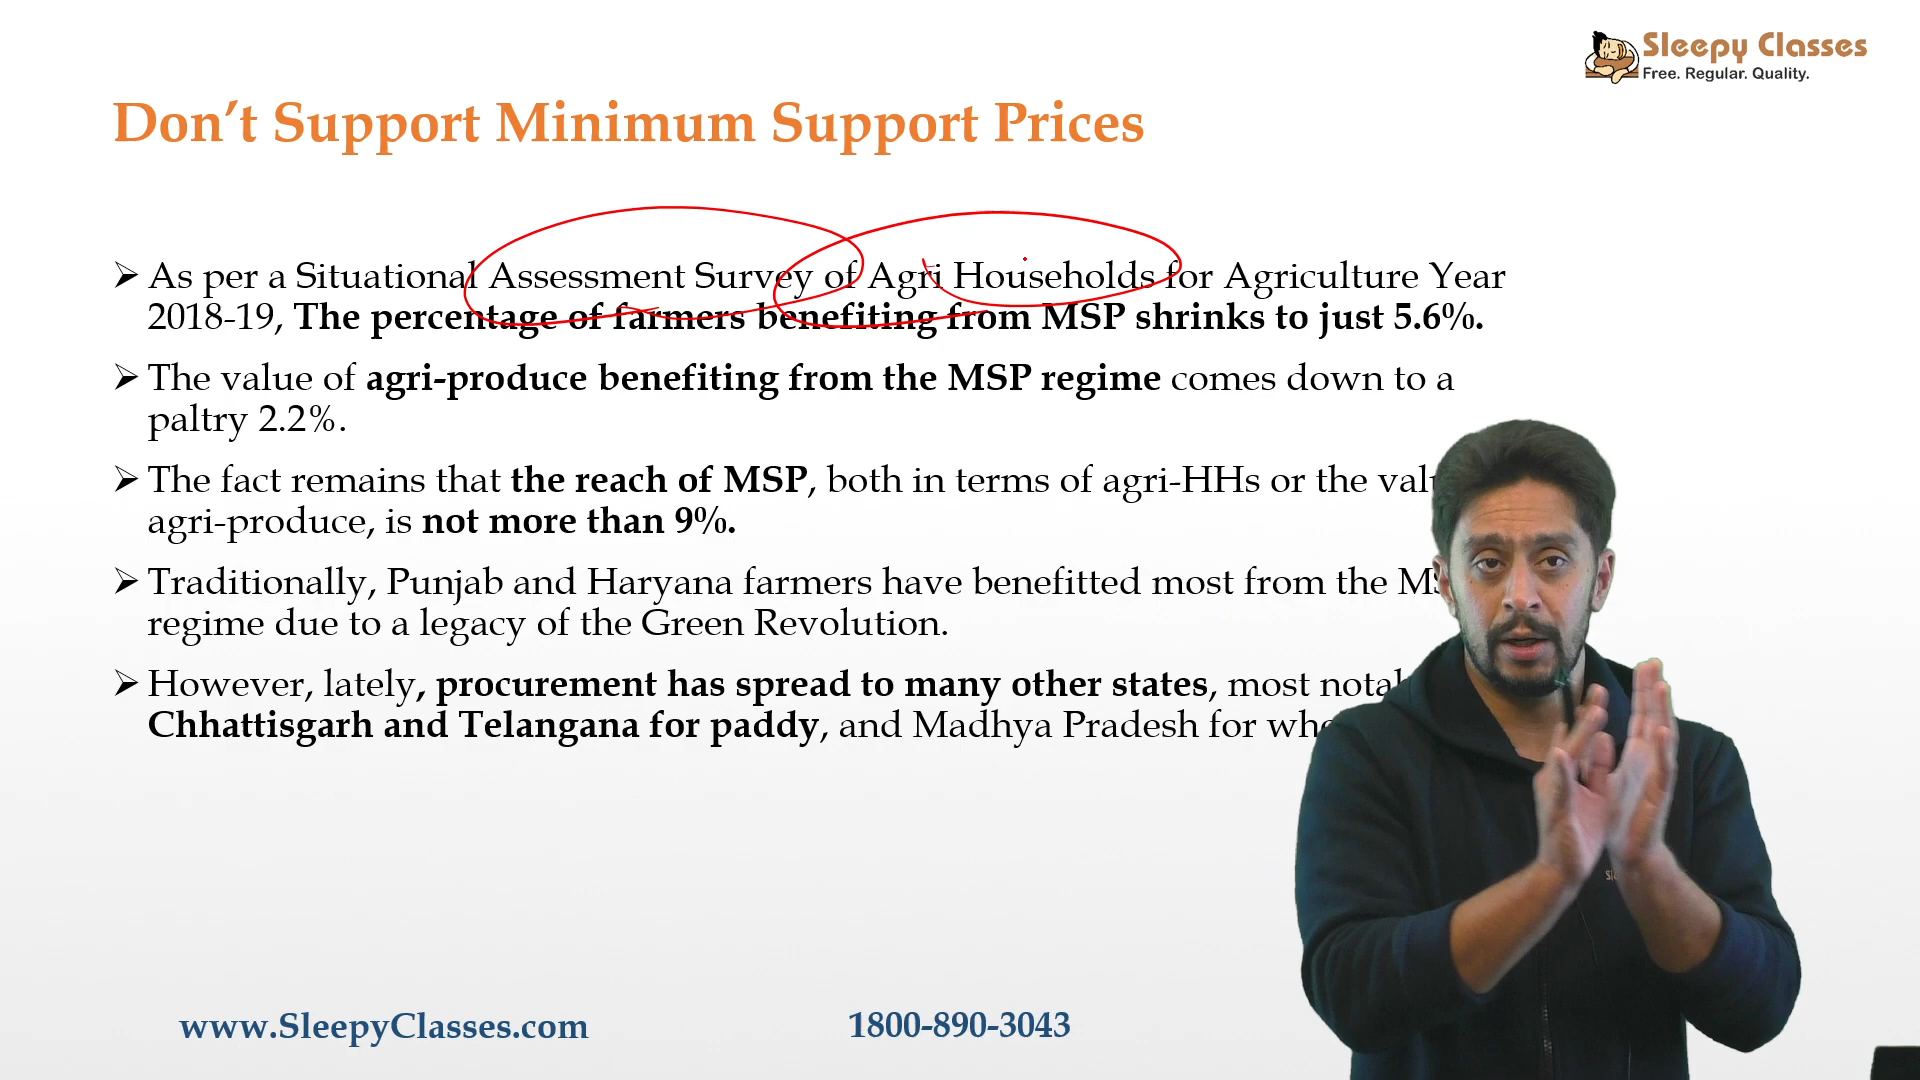 Sleepy Classes
Free. Regular. Quality.
Don’t Support Minimum Support Prices
➢ As per a Situational Assessment Survey of Agri Households for Agriculture Year
2018-19, The percentage of farmers benefiting from MSP shrinks to just 5.6%.
➢ The value of agri-produce benefiting from the MSP regime comes down to a
paltry 2.2%.
➢ The fact remains that the reach of MSP, both in terms of agri-HHs or the
agri-produce, is not more than 9%.
➢ Traditionally, Punjab and Haryana farmers have benefitted most from the
regime due to a legacy of the Green Revolution.
➢ However, lately, procurement has spread to many other states, most
Chhattisgarh and Telangana for paddy, and Madhya Pradesh for
www.SleepyClasses.com
1800-890-3043